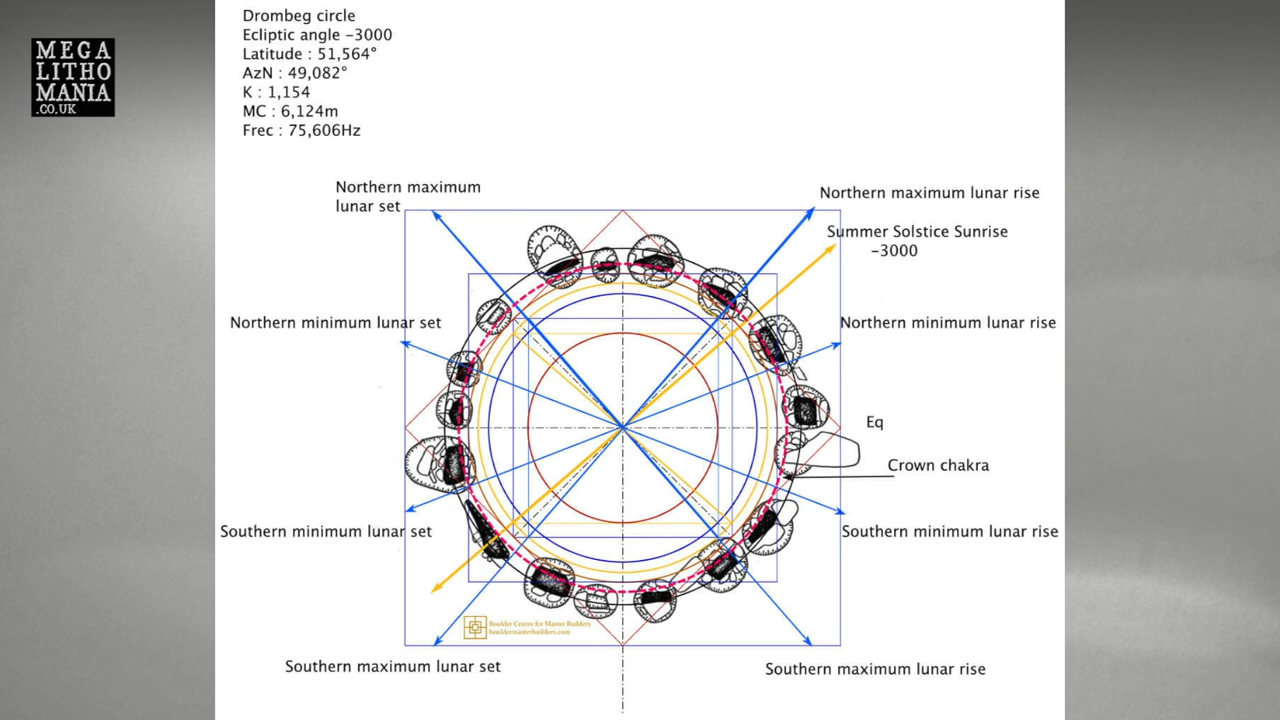 MEGA
LITHO
MANIA
.CO.UK
Drombeg circle
Ecliptic angle -3000
Latitude : 51,564°
AzN : 49,082°
K : 1,154
MC : 6,124m
Frec : 75,606Hz
Northern maximum
lunar set
Northern maximum lunar rise
Summer Solstice Sunrise
-3000
Northern minimum lunar set
Northern minimum lunar rise
Eq
Crown chakra
Southern minimum lunar set
Southern minimum lunar rise
Boulder Centre for Master Builders
bouldermasterbuilders.com
Southern maximum lunar set
Southern maximum lunar rise